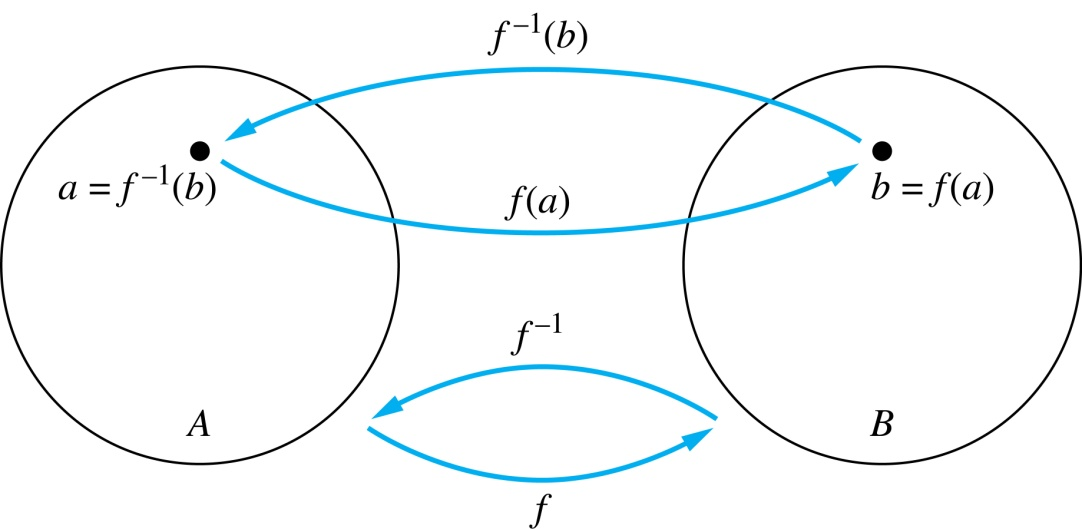 f⁻¹(b)
a = f⁻¹(b)
f(a)
b = f(a)
f⁻¹
A
B
f